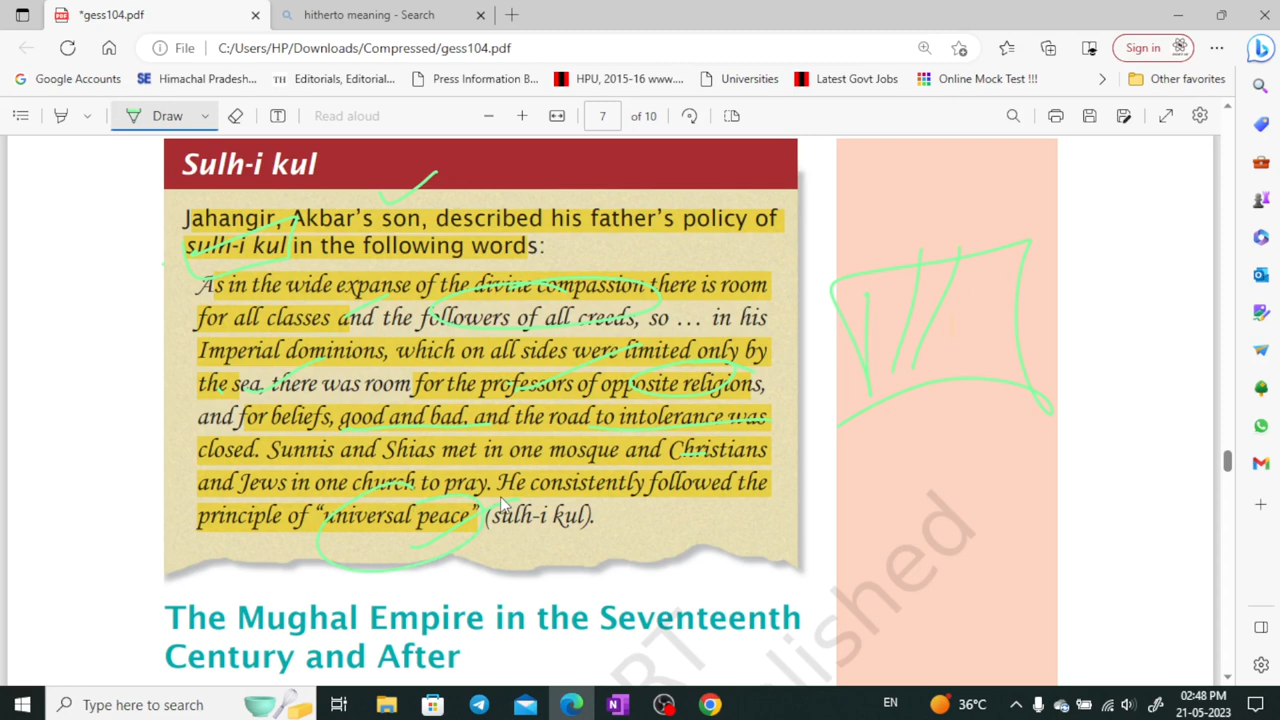 *gess104.pdf
hitherto meaning - Search
File
C:/Users/HP/Downloads/Compressed/gess104.pdf
Sign in
Google Accounts
SE Himachal Pradesh...
TH Editorials, Editorial...
Press Information B...
HPU, 2015-16 www....
Universities
Latest Govt Jobs
Online Mock Test !!!
Other favorites
Draw
Read aloud
7 of 10
Sulh-i kul
Jahangir, Akbar's son, described his father's policy of
sulh-i kul in the following words:
As in the wide expanse of the divine compassion there is room
for all classes and the followers of all creeds, so ... in his
Imperial dominions, which on all sides were limited only by
the sea, there was room for the professors of opposite religions,
and for beliefs, good and bad, and the road to intolerance was
closed. Sunnis and Shias met in one mosque and Christians
and Jews in one church to pray. He consistently followed the
principle of “universal peace” (sulh-i kul).
The Mughal Empire in the Seventeenth
Century and After
RT
blished
Type here to search
EN
36°C
02:48 PM
21-05-2023